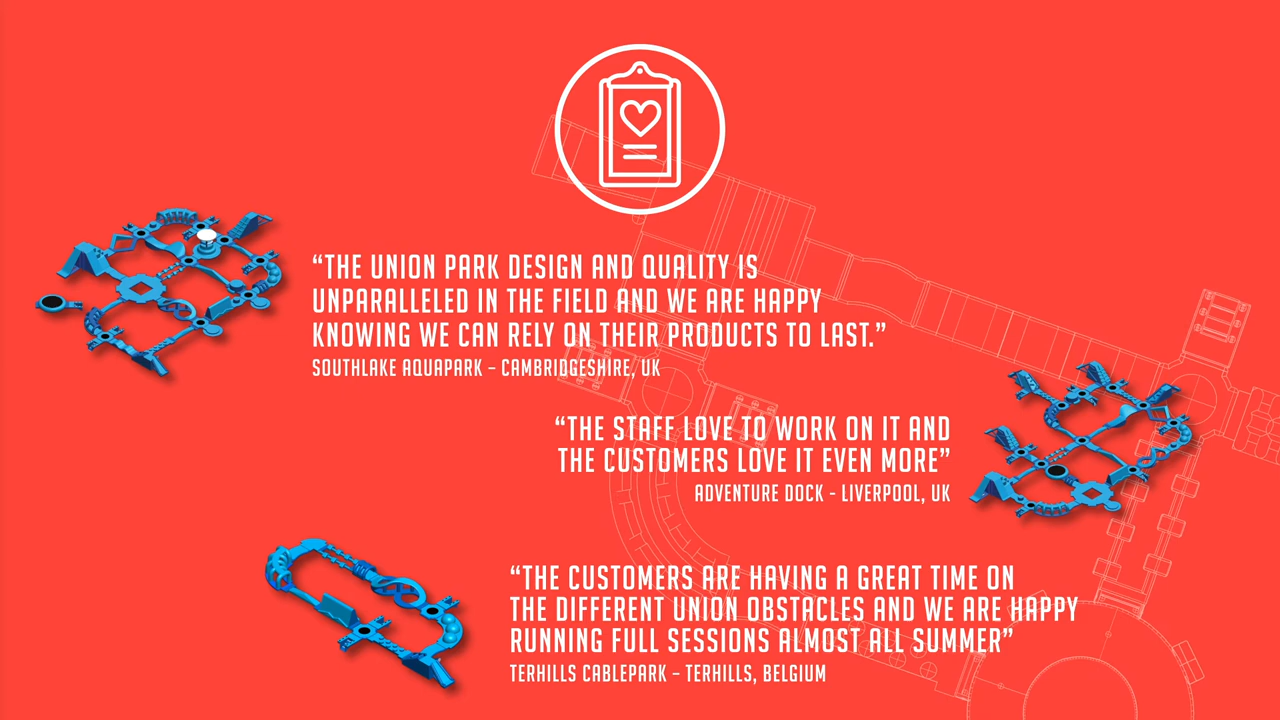 “THE UNION PARK DESIGN AND QUALITY IS
UNPARALLELED IN THE FIELD AND WE ARE HAPPY
KNOWING WE CAN RELY ON THEIR PRODUCTS TO LAST.”
SOUTHLAKE AQUAPARK – CAMBRIDGESHIRE, UK
“THE STAFF LOVE TO WORK ON IT AND
THE CUSTOMERS LOVE IT EVEN MORE”
ADVENTURE DOCK - LIVERPOOL, UK
“THE CUSTOMERS ARE HAVING A GREAT TIME ON
THE DIFFERENT UNION OBSTACLES AND WE ARE HAPPY
RUNNING FULL SESSIONS ALMOST ALL SUMMER”
TERHILLS CABLEPARK – TERHILLS, BELGIUM